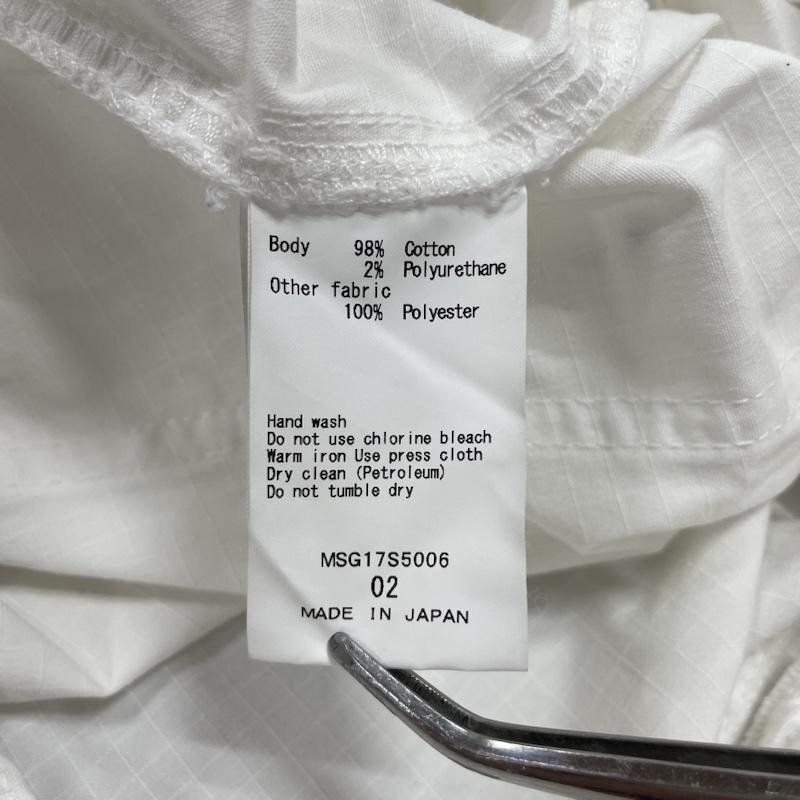 Body 98% Cotton
2% Polyurethane
Other fabric
100% Polyester
Hand wash
Do not use chlorine bleach
Warm iron Use press cloth
Dry clean (Petroleum)
Do not tumble dry
MSG17S5006
02
MADE IN JAPAN